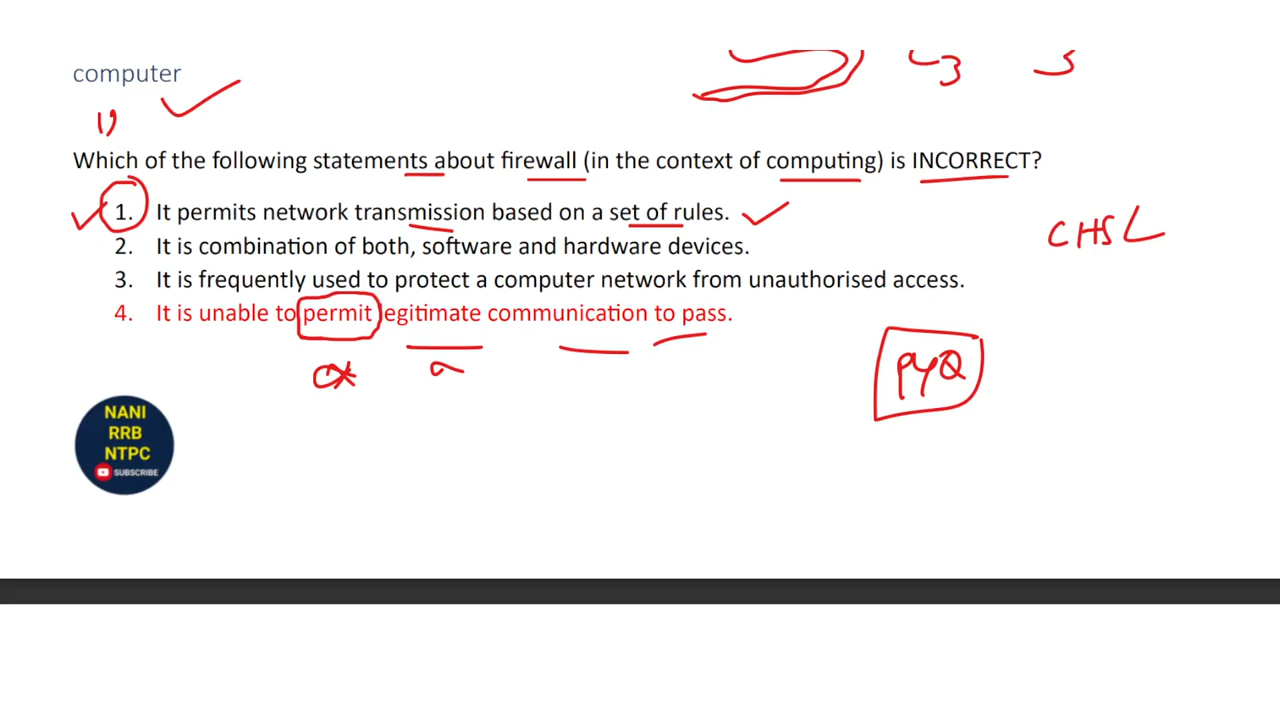 computer
1)
Which of the following statements about firewall (in the context of computing) is INCORRECT?
1. It permits network transmission based on a set of rules.
2. It is combination of both, software and hardware devices.
3. It is frequently used to protect a computer network from unauthorised access.
4. It is unable to permit legitimate communication to pass.
CHSL
PYQ
NANI
RRB
NTPC
SUBSCRIBE